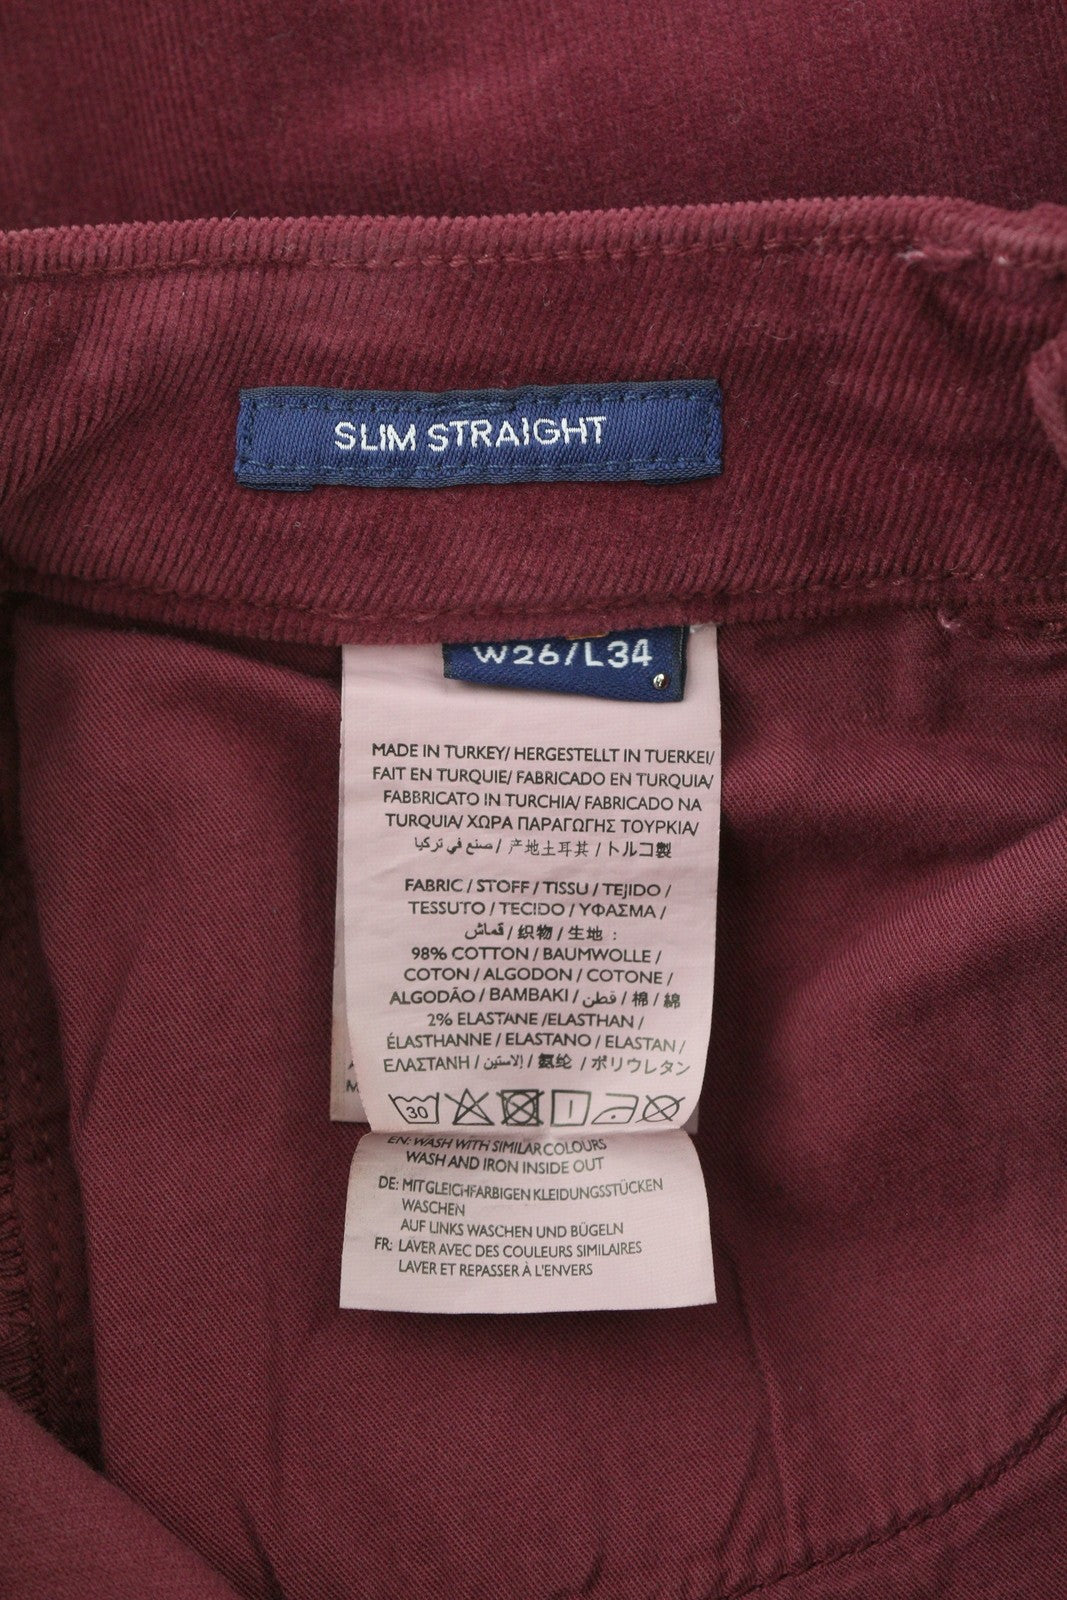 SLIM STRAIGHT
W26/L34
MADE IN TURKEY/ HERGESTELLT IN TUERKEI/
FAIT EN TURQUIE/ FABRICADO EN TURQUIA/
FABBRICATO IN TURCHIA/ FABRICADO NA
TURQUIA/ ΧΩΡΑ ΠΑΡΑΓΩΓΗΣ ΤΟΥΡΚΙΑ/
صنع في تركيا / 产地土耳其 / トルコ製
FABRIC / STOFF / TISSU / TEJIDO /
TESSUTO / TECIDO / ΥΦΑΣΜΑ /
قماش / 织物 / 生地 :
98% COTTON / BAUMWOLLE /
COTON / ALGODON / COTONE /
ALGODÃO / BAMBAKI / قطن / 棉 / 綿
2% ELASTANE /ELASTHAN /
ÉLASTHANNE / ELASTANO / ELASTAN /
ΕΛΑΣΤΑΝΗ / إلاستين / 氨纶 / ポリウレタン
30
EN: WASH WITH SIMILAR COLOURS
WASH AND IRON INSIDE OUT
DE: MIT GLEICHFARBIGEN KLEIDUNGSSTÜCKEN
WASCHEN
AUF LINKS WASCHEN UND BÜGELN
FR: LAVER AVEC DES COULEURS SIMILAIRES
LAVER ET REPASSER À L'ENVERS